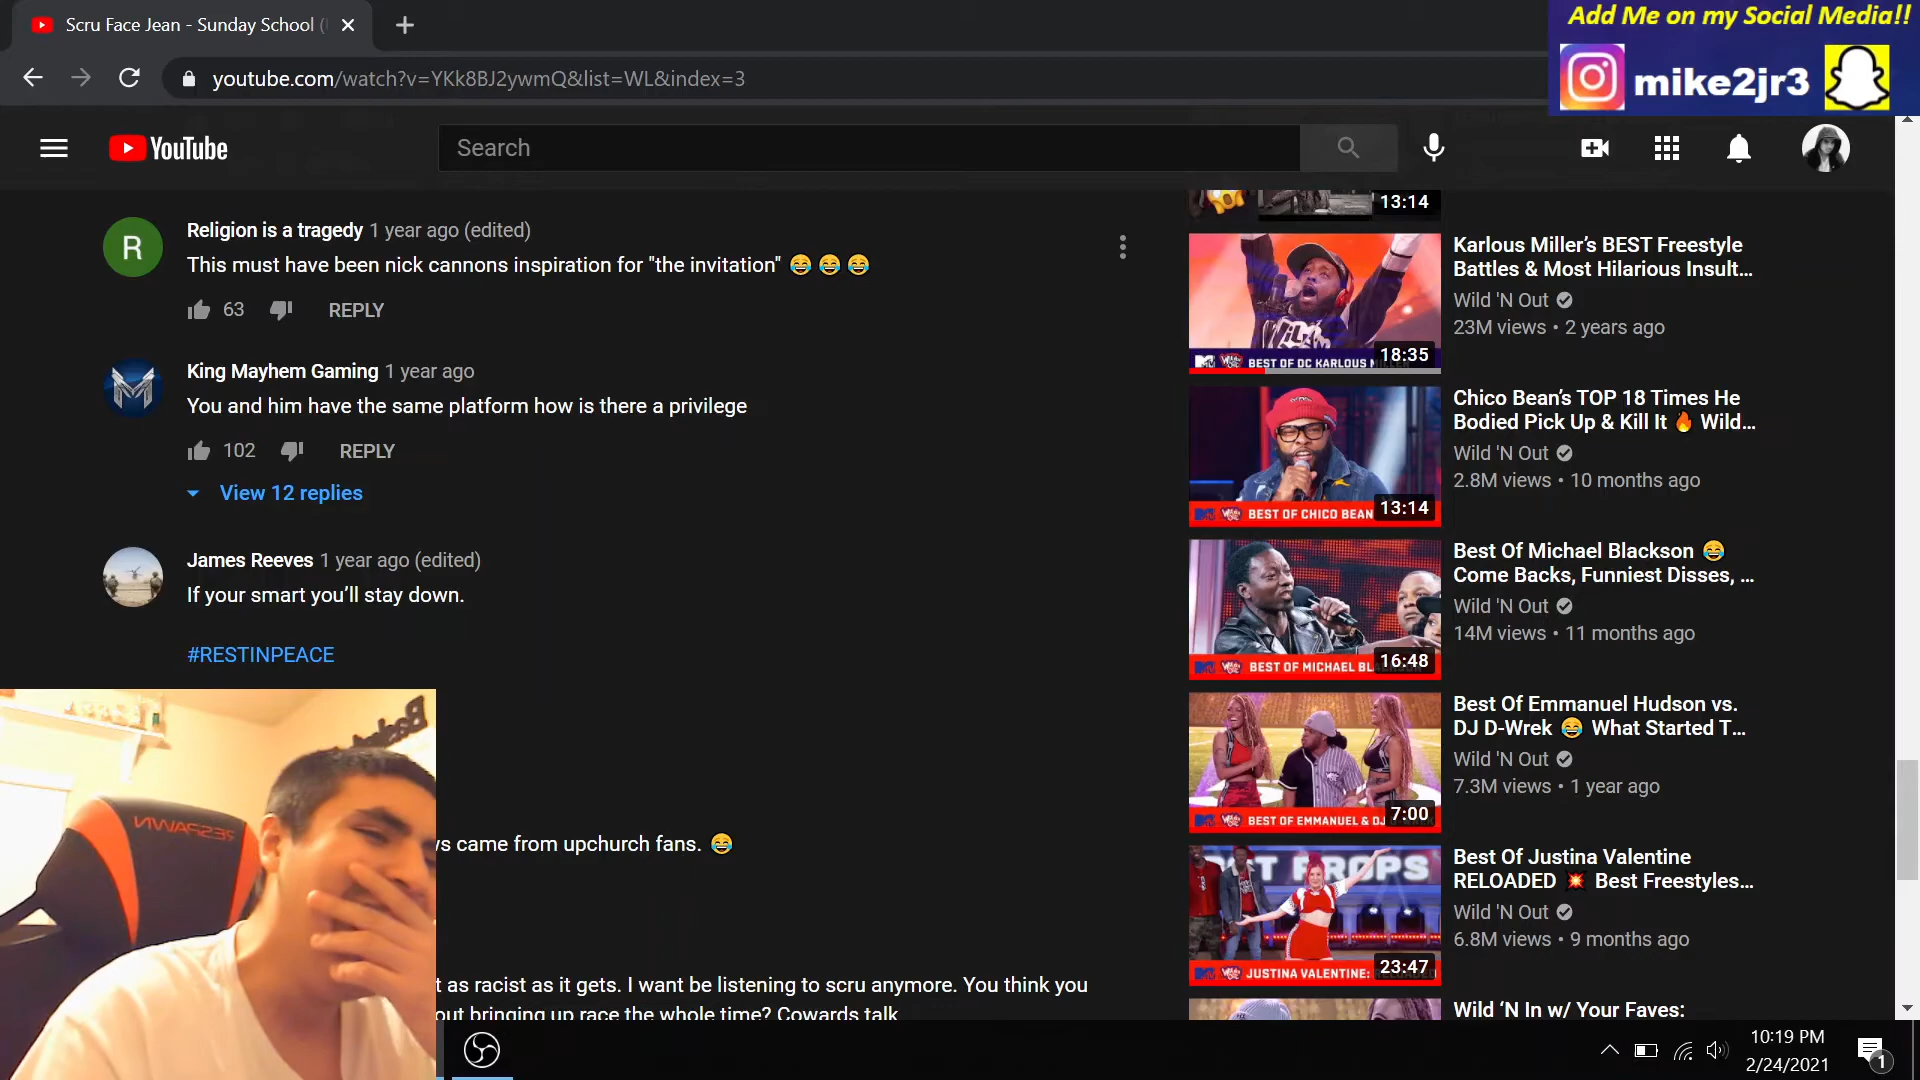 Scru Face Jean - Sunday School (
Add Me on my Social Media!!
mike2jr3
youtube.com/watch?v=YKk8BJ2ywmQ&list=WL&index=3
YouTube
Search
Religion is a tragedy 1 year ago (edited)
This must have been nick cannons inspiration for "the invitation" 😂 😂 😂
63 REPLY
King Mayhem Gaming 1 year ago
You and him have the same platform how is there a privilege
102 REPLY
View 12 replies
James Reeves 1 year ago (edited)
If your smart you’ll stay down.
#RESTINPEACE
came from upchurch fans. 😂
as racist as it gets. I want be listening to scru anymore. You think you
bringing up race the whole time? Cowards talk
RESPAWN
13:14
Karlous Miller’s BEST Freestyle
Battles & Most Hilarious Insult...
Wild 'N Out
23M views • 2 years ago
BEST OF DC KARLOUS
18:35
Chico Bean’s TOP 18 Times He
Bodied Pick Up & Kill It 🔥 Wild...
Wild 'N Out
2.8M views • 10 months ago
BEST OF CHICO BEAN
13:14
Best Of Michael Blackson 😂
Come Backs, Funniest Disses, ...
Wild 'N Out
14M views • 11 months ago
BEST OF MICHAEL
16:48
Best Of Emmanuel Hudson vs.
DJ D-Wrek 😂 What Started T...
Wild 'N Out
7.3M views • 1 year ago
BEST OF EMMANUEL & DJ
7:00
Best Of Justina Valentine
RELOADED 💥 Best Freestyles...
Wild 'N Out
6.8M views • 9 months ago
PROPS
JUSTINA VALENTINE:
23:47
Wild ‘N In w/ Your Faves:
10:19 PM
2/24/2021
1